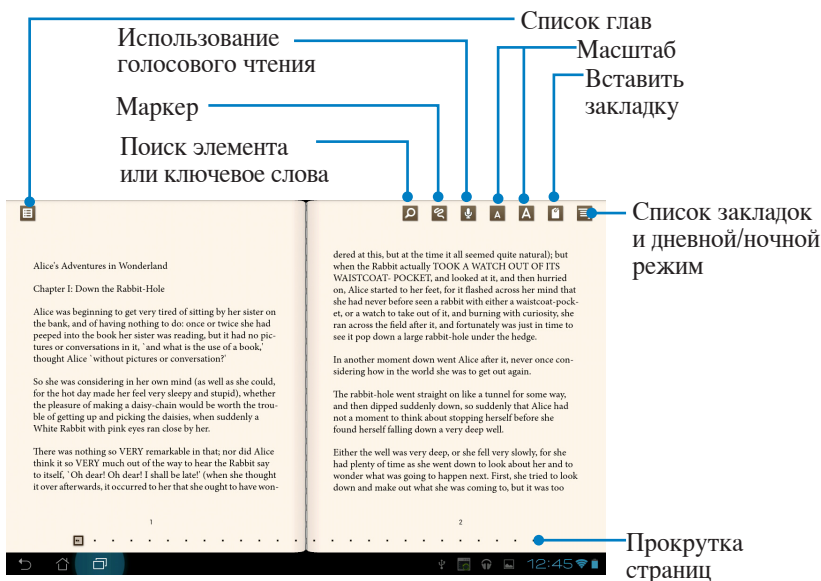 Список глав
Использование
голосового чтения
Масштаб
Вставить
закладку
Маркер
Поиск элемента
или ключевое слова
A
A
Список закладок
и дневной/ночной
режим
Alice's Adventures in Wonderland
Chapter I: Down the Rabbit-Hole
Alice was beginning to get very tired of sitting by her sister on
the bank, and of having nothing to do: once or twice she had
peeped into the book her sister was reading, but it had no pic-
tures or conversations in it, `and what is the use of a book,'
thought Alice `without pictures or conversation?'
So she was considering in her own mind (as well as she could,
for the hot day made her feel very sleepy and stupid), whether
the pleasure of making a daisy-chain would be worth the trou-
ble of getting up and picking the daisies, when suddenly a
White Rabbit with pink eyes ran close by her.
There was nothing so VERY remarkable in that; nor did Alice
think it so VERY much out of the way to hear the Rabbit say
to itself, `Oh dear! Oh dear! I shall be late!' (when she thought
it over afterwards, it occurred to her that she ought to have won-
1
dered at this, but at the time it all seemed quite natural); but
when the Rabbit actually TOOK A WATCH OUT OF ITS
WAISTCOAT- POCKET, and looked at it, and then hurried
on, Alice started to her feet, for it flashed across her mind that
she had never before seen a rabbit with either a waistcoat-pock-
et, or a watch to take out of it, and burning with curiosity, she
ran across the field after it, and fortunately was just in time to
see it pop down a large rabbit-hole under the hedge.
In another moment down went Alice after it, never once con-
sidering how in the world she was to get out again.
The rabbit-hole went straight on like a tunnel for some way,
and then dipped suddenly down, so suddenly that Alice had
not a moment to think about stopping herself before she
found herself falling down a very deep well.
Either the well was very deep, or she fell very slowly, for she
had plenty of time as she went down to look about her and to
wonder what was going to happen next. First, she tried to look
down and make out what she was coming to, but it was too
2
12:45
Прокрутка
страниц